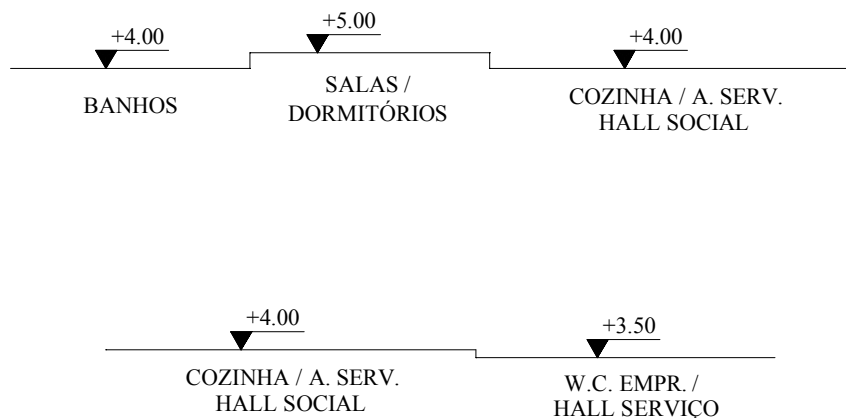 +4.00
+5.00
+4.00
BANHOS
SALAS /
DORMITÓRIOS
COZINHA / A. SERV.
HALL SOCIAL
+4.00
+3.50
COZINHA / A. SERV.
HALL SOCIAL
W.C. EMPR. /
HALL SERVIÇO